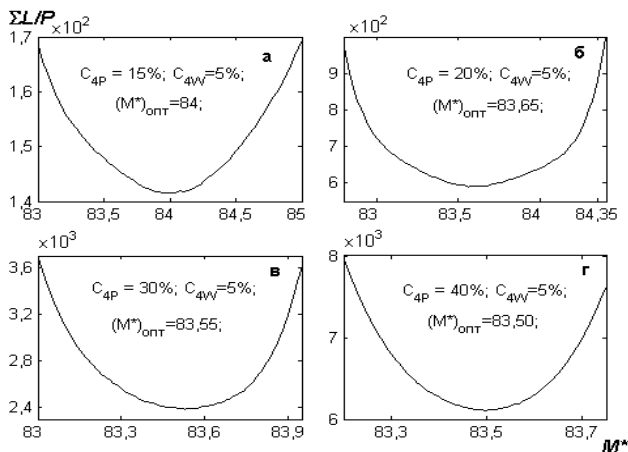 ΣL/P
×10²
1,7
1,6
1,5
1,4
83
83,5
84
84,5
85
а
C4P = 15%; C4W=5%;
(M*)опт=84;
×10²
9
8
7
6
83
83,5
84
84,35
б
C4P = 20%; C4W=5%;
(M*)опт=83,65;
×10³
3,6
3,2
2,8
2,4
83
83,3
83,6
83,9
в
C4P = 30%; C4W=5%;
(M*)опт=83,55;
×10³
8
7
6
83,3
83,5
83,7
г
C4P = 40%; C4W=5%;
(M*)опт=83,50;
M*